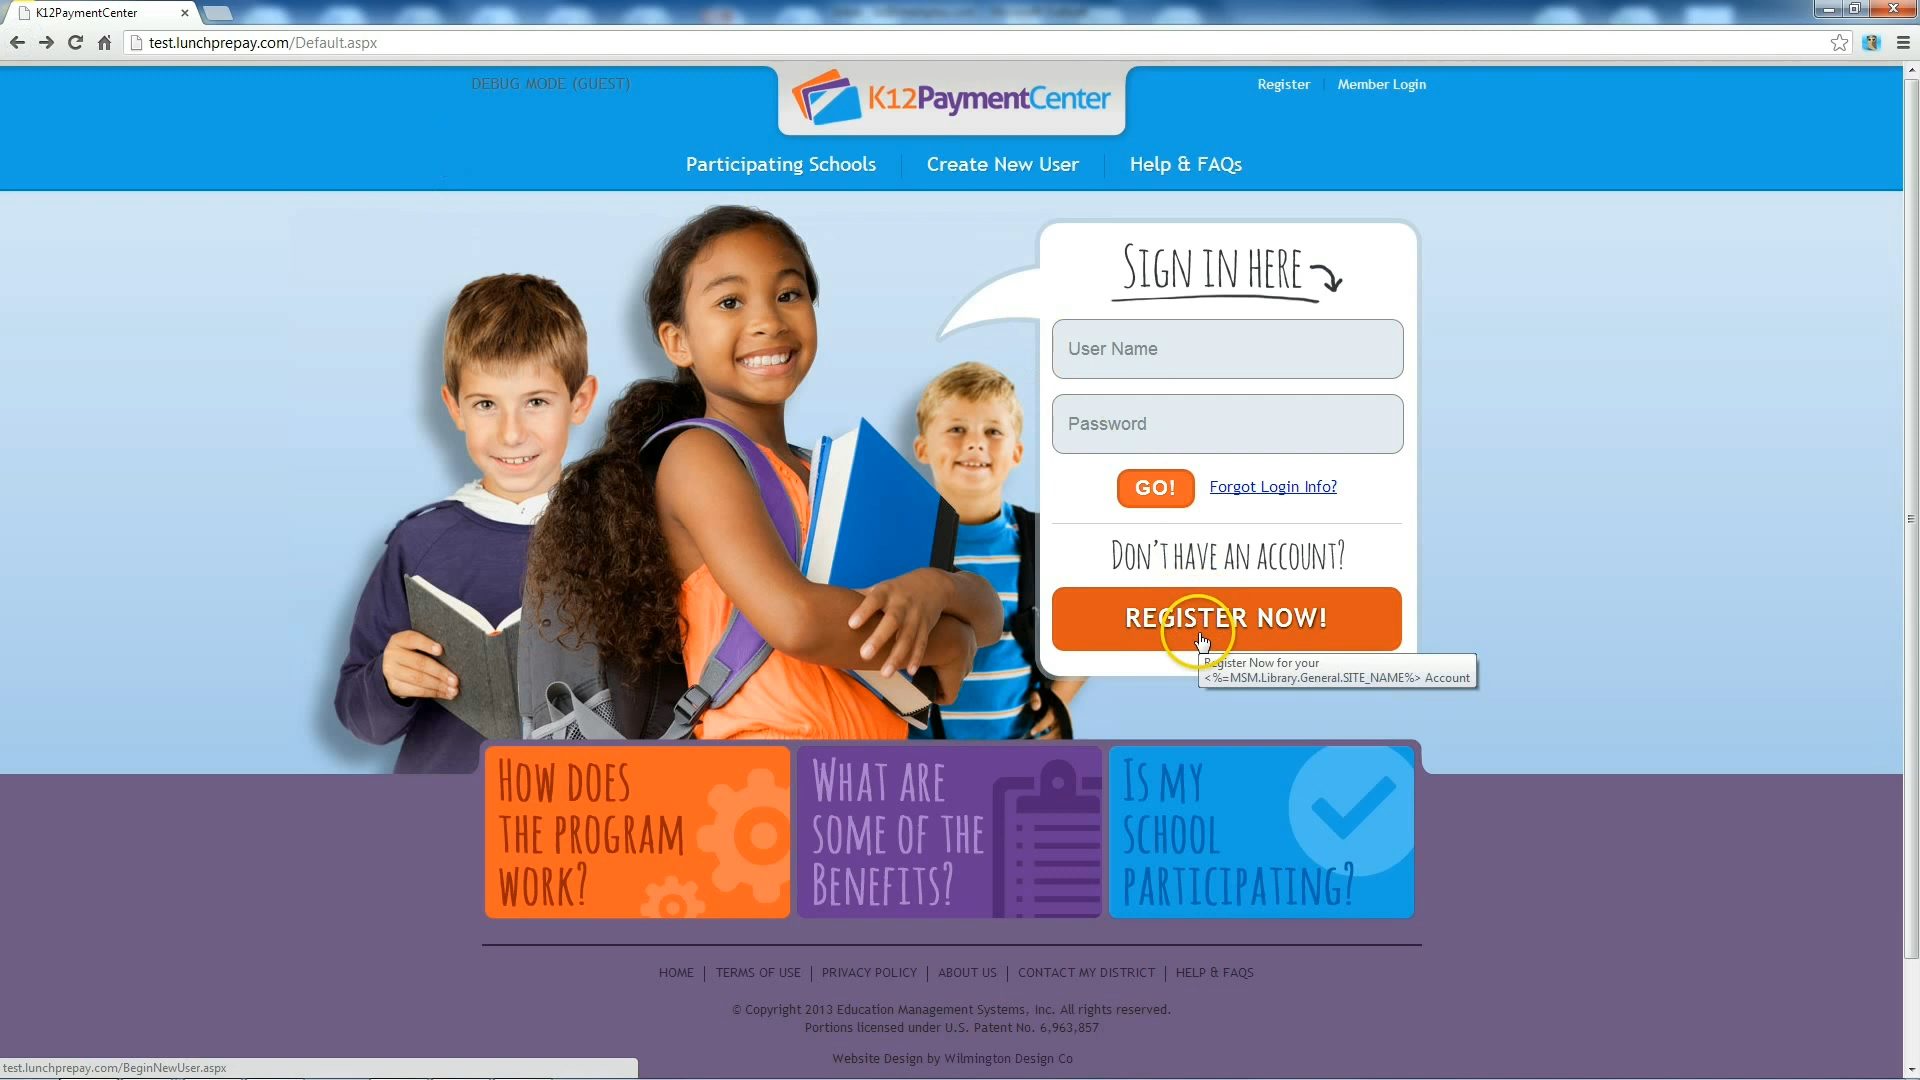 K12PaymentCenter
test.lunchprepay.com/Default.aspx
DEBUG MODE (GUEST)
K12PaymentCenter
Register
Member Login
Participating Schools
Create New User
Help & FAQs
SIGN IN HERE
User Name
Password
GO!
Forgot Login Info?
DON'T HAVE AN ACCOUNT?
REGISTER NOW!
Register Now for your
<%=MSM.Library.General.SITE_NAME%> Account
HOW DOES
THE PROGRAM
WORK?
WHAT ARE
SOME OF THE
BENEFITS?
IS MY
SCHOOL
PARTICIPATING?
HOME
TERMS OF USE
PRIVACY POLICY
ABOUT US
CONTACT MY DISTRICT
HELP & FAQS
© Copyright 2013 Education Management Systems, Inc. All rights reserved.
Portions licensed under U.S. Patent No. 6,963,857
Website Design by Wilmington Design Co
test.lunchprepay.com/BeginNewUser.aspx